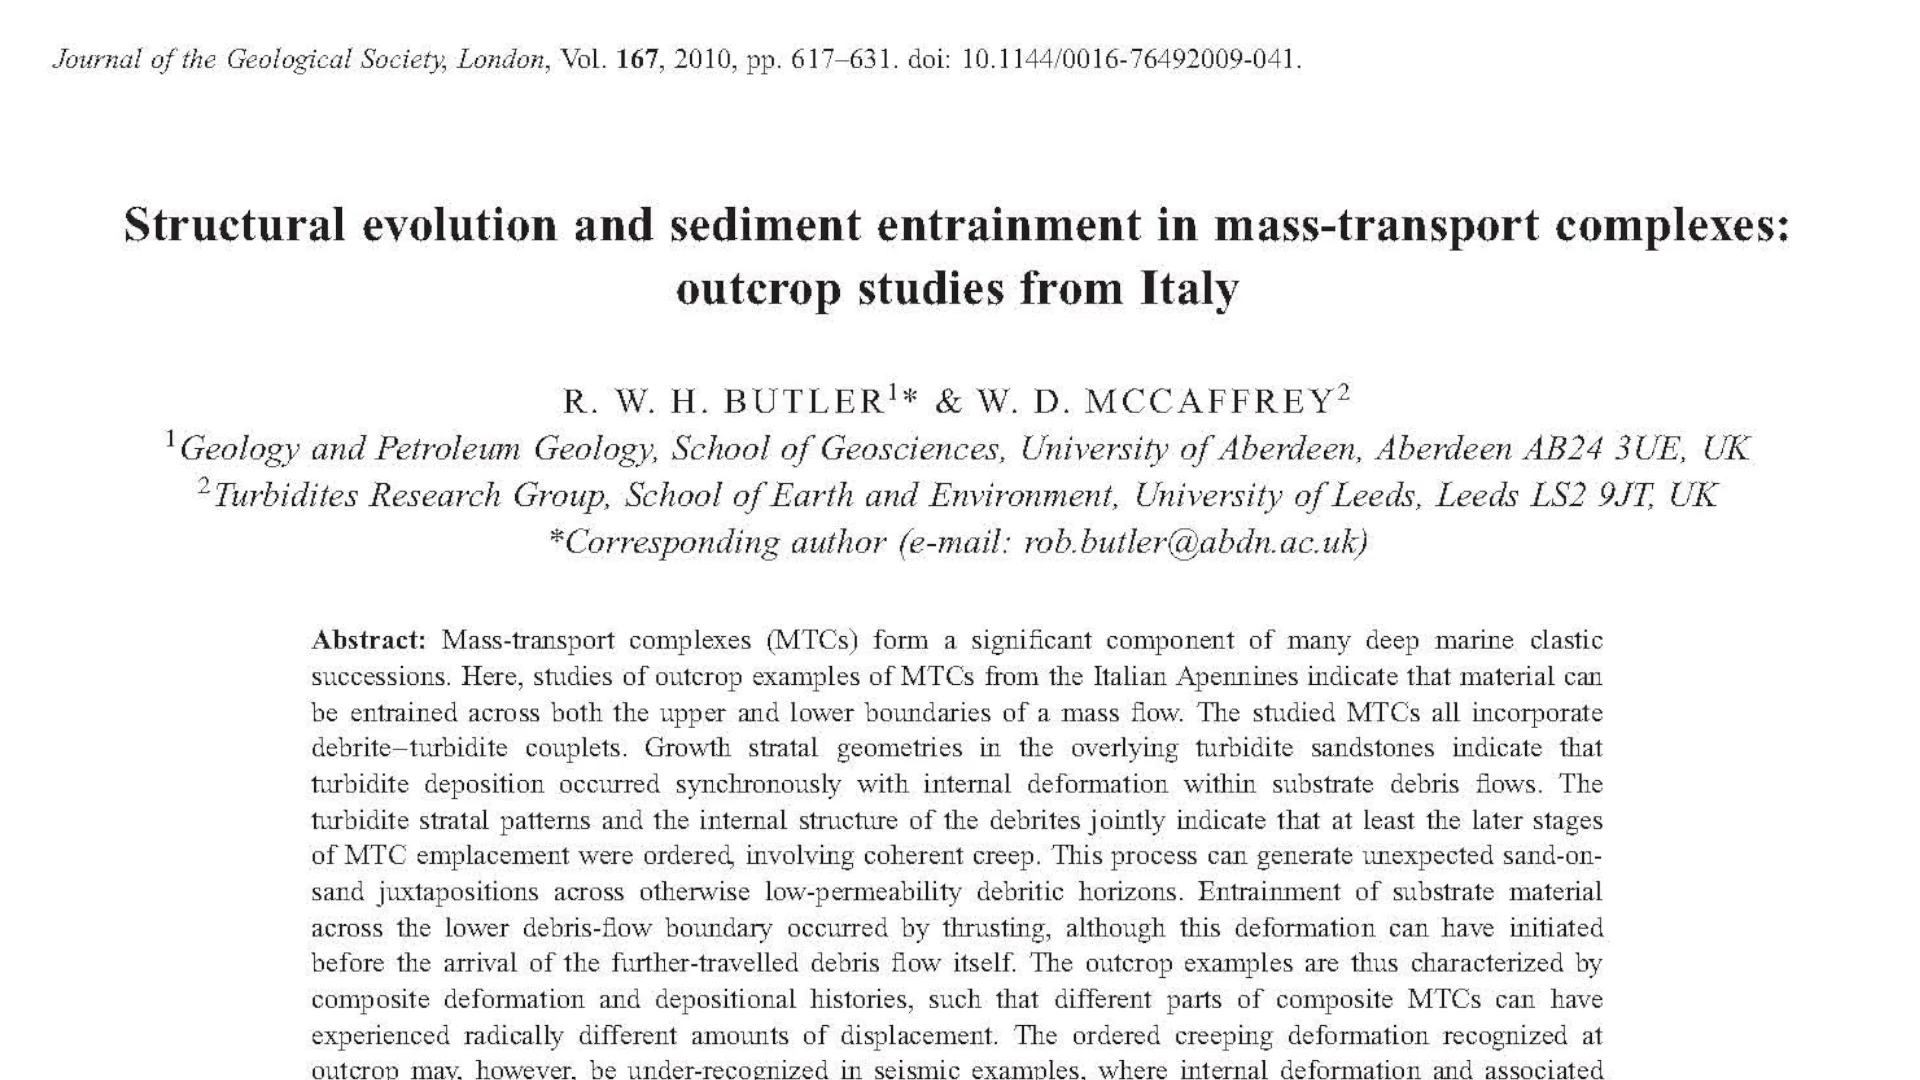 Journal of the Geological Society, London, Vol. 167, 2010, pp. 617–631. doi: 10.1144/0016-76492009-041.
Structural evolution and sediment entrainment in mass-transport complexes:
outcrop studies from Italy
R. W. H. BUTLER1* & W. D. MCCAFFREY2
1Geology and Petroleum Geology, School of Geosciences, University of Aberdeen, Aberdeen AB24 3UE, UK
2Turbidites Research Group, School of Earth and Environment, University of Leeds, Leeds LS2 9JT, UK
*Corresponding author (e-mail: rob.butler@abdn.ac.uk)
Abstract: Mass-transport complexes (MTCs) form a significant component of many deep marine clastic
successions. Here, studies of outcrop examples of MTCs from the Italian Apennines indicate that material can
be entrained across both the upper and lower boundaries of a mass flow. The studied MTCs all incorporate
debrite–turbidite couplets. Growth stratal geometries in the overlying turbidite sandstones indicate that
turbidite deposition occurred synchronously with internal deformation within substrate debris flows. The
turbidite stratal patterns and the internal structure of the debrites jointly indicate that at least the later stages
of MTC emplacement were ordered, involving coherent creep. This process can generate unexpected sand-on-
sand juxtapositions across otherwise low-permeability debritic horizons. Entrainment of substrate material
across the lower debris-flow boundary occurred by thrusting, although this deformation can have initiated
before the arrival of the further-travelled debris flow itself. The outcrop examples are thus characterized by
composite deformation and depositional histories, such that different parts of composite MTCs can have
experienced radically different amounts of displacement. The ordered creeping deformation recognized at
outcrop may, however, be under-recognized in seismic examples, where internal deformation and associated